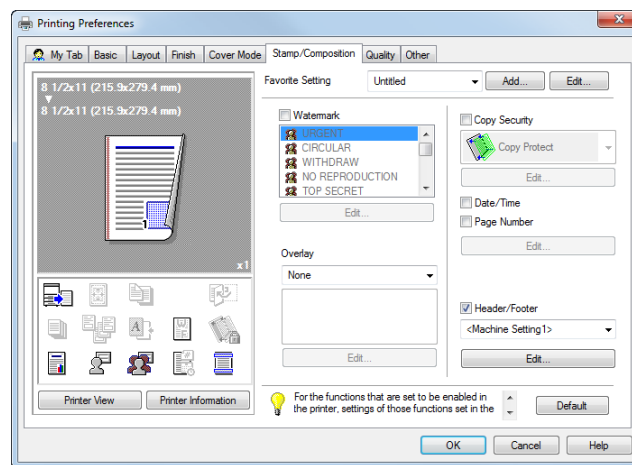 Printing Preferences
My Tab Basic Layout Finish Cover Mode Stamp/Composition Quality Other
8 1/2x11 (215.9x279.4 mm)
8 1/2x11 (215.9x279.4 mm)
1
x1
Favorite Setting Untitled Add... Edit...
Watermark
URGENT
CIRCULAR
WITHDRAW
NO REPRODUCTION
TOP SECRET
Edit...
Overlay
None
Edit...
Copy Security
Copy Protect
Edit...
Date/Time
Page Number
Edit...
Header/Footer
<Machine Setting1>
Edit...
Printer View Printer Information
For the functions that are set to be enabled in
the printer, settings of those functions set in the
Default
OK Cancel Help